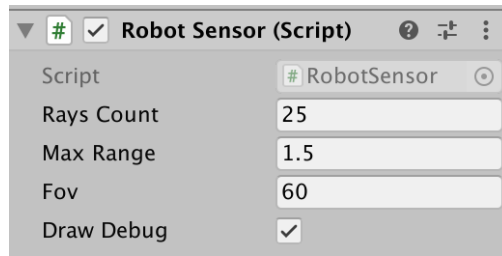 # Robot Sensor (Script)
Script # RobotSensor
Rays Count 25
Max Range 1.5
Fov 60
Draw Debug